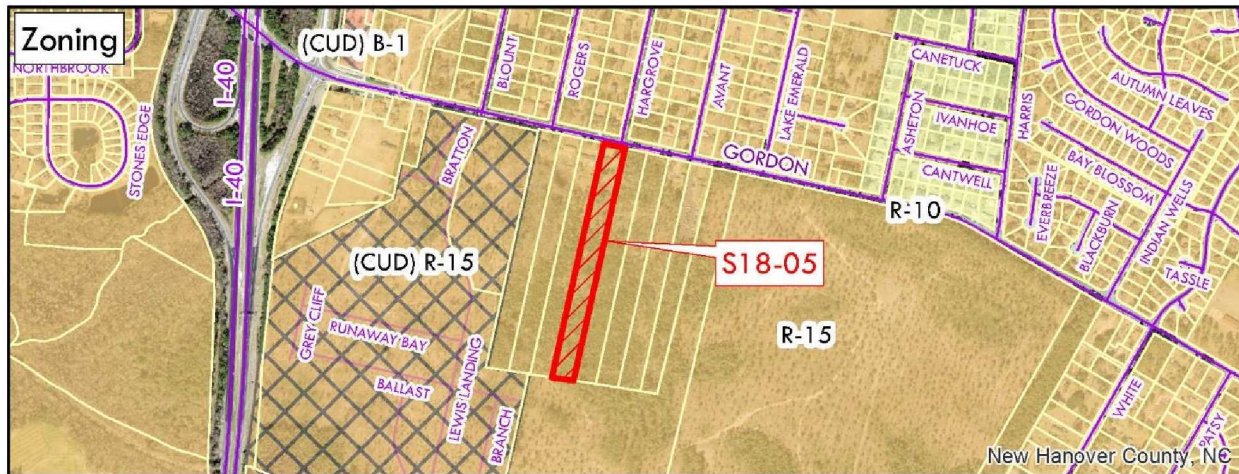 Zoning
NORTHBROOK
STONES EDGE
I-40
I-40
(CUD) B-1
BLOUNT
ROGERS
HARGROVE
AVANT
LAKE EMERALD
CANETUCK
IVANHOE
ASHETON
CANTWELL
HARRIS
AUTUMN LEAVES
GORDON WOODS
BAY BLOSSOM
EVERBREEZE
BLACKBURN
INDIAN WELLS
TASSLE
GORDON
R-10
BRATTON
(CUD) R-15
S18-05
R-15
GREY CLIFF
RUNAWAY BAY
BALLAST
LEWIS LANDING
BRANCH
WHITE
PATSY
New Hanover County, NC